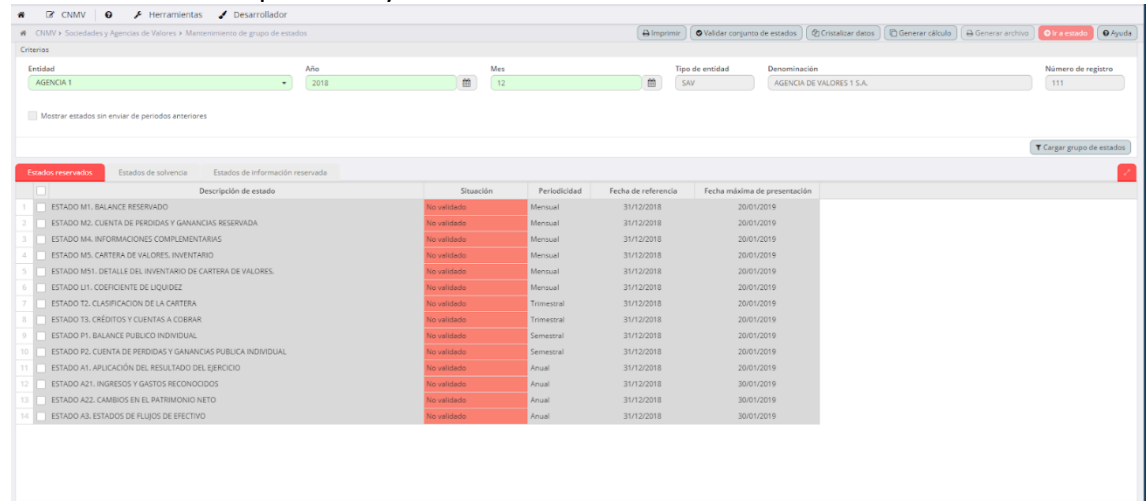 CNMV Herramientas Desarrollador
CNMV › Sociedades y Agencias de Valores › Mantenimiento de grupo de estados Imprimir Validar conjunto de estados Cristalizar datos Generar cálculo Generar archivo Ir a estado Ayuda
Criterios
Entidad Año Mes Tipo de entidad Denominación Número de registro
AGENCIA 1 2018 12 SAV AGENCIA DE VALORES 1 S.A. 111
Mostrar estados sin enviar de periodos anteriores
Cargar grupo de estados
Estados reservados Estados de solvencia Estados de información reservada
Descripción de estado Situación Periodicidad Fecha de referencia Fecha máxima de presentación
1 ESTADO M1. BALANCE RESERVADO No validado Mensual 31/12/2018 20/01/2019
2 ESTADO M2. CUENTA DE PERDIDAS Y GANANCIAS RESERVADA No validado Mensual 31/12/2018 20/01/2019
3 ESTADO M4. INFORMACIONES COMPLEMENTARIAS No validado Mensual 31/12/2018 20/01/2019
4 ESTADO M5. CARTERA DE VALORES. INVENTARIO No validado Mensual 31/12/2018 20/01/2019
5 ESTADO M51. DETALLE DEL INVENTARIO DE CARTERA DE VALORES. No validado Mensual 31/12/2018 20/01/2019
6 ESTADO LI1. COEFICIENTE DE LIQUIDEZ No validado Mensual 31/12/2018 20/01/2019
7 ESTADO T2. CLASIFICACION DE LA CARTERA No validado Trimestral 31/12/2018 20/01/2019
8 ESTADO T3. CRÉDITOS Y CUENTAS A COBRAR No validado Trimestral 31/12/2018 20/01/2019
9 ESTADO P1. BALANCE PUBLICO INDIVIDUAL No validado Semestral 31/12/2018 20/01/2019
10 ESTADO P2. CUENTA DE PERDIDAS Y GANANCIAS PUBLICA INDIVIDUAL No validado Semestral 31/12/2018 20/01/2019
11 ESTADO A1. APLICACIÓN DEL RESULTADO DEL EJERCICIO No validado Anual 31/12/2018 20/01/2019
12 ESTADO A21. INGRESOS Y GASTOS RECONOCIDOS No validado Anual 31/12/2018 30/01/2019
13 ESTADO A22. CAMBIOS EN EL PATRIMONIO NETO No validado Anual 31/12/2018 30/01/2019
14 ESTADO A3. ESTADOS DE FLUJOS DE EFECTIVO No validado Anual 31/12/2018 30/01/2019